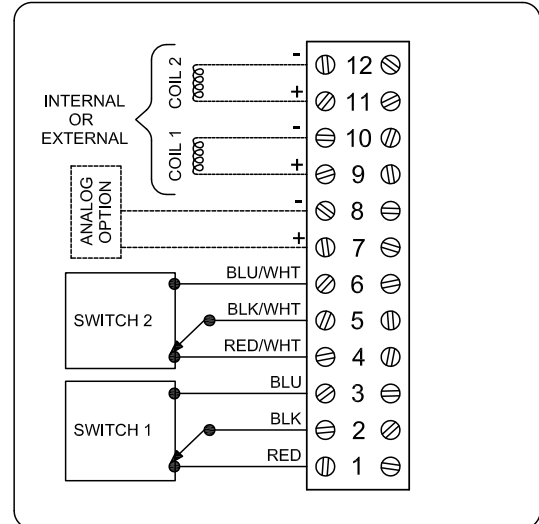 INTERNAL
OR
EXTERNAL
COIL 2
COIL 1
ANALOG
OPTION
SWITCH 2
SWITCH 1
- 12
+ 11
- 10
+ 9
- 8
+ 7
BLU/WHT 6
BLK/WHT 5
RED/WHT 4
BLU 3
BLK 2
RED 1